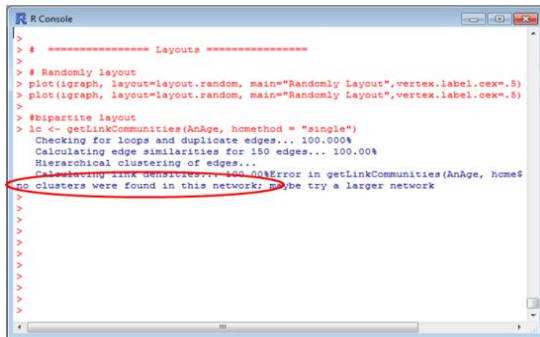 R Console
>
> # ================ Layouts ================
>
> # Randomly layout
> plot(igraph, layout=layout.random, main="Randomly Layout",vertex.label.cex=.5)
> plot(igraph, layout=layout.random, main="Randomly Layout",vertex.label.cex=.5)
>
> #bipartite layout
> lc <- getLinkCommunities(AnAge, hcmethod = "single")
Checking for loops and duplicate edges... 100.000%
Calculating edge similarities for 150 edges... 100.00%
Hierarchical clustering of edges...
Calculating link densities... 100.00%Error in getLinkCommunities(AnAge, hcme$
no clusters were found in this network; maybe try a larger network
>
>
>
>
>
>
>
>
>